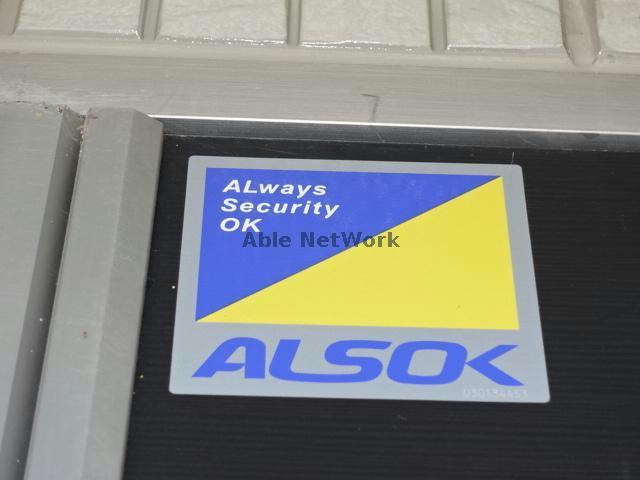 ALways
Security
OK
Able NetWork
ALSOK